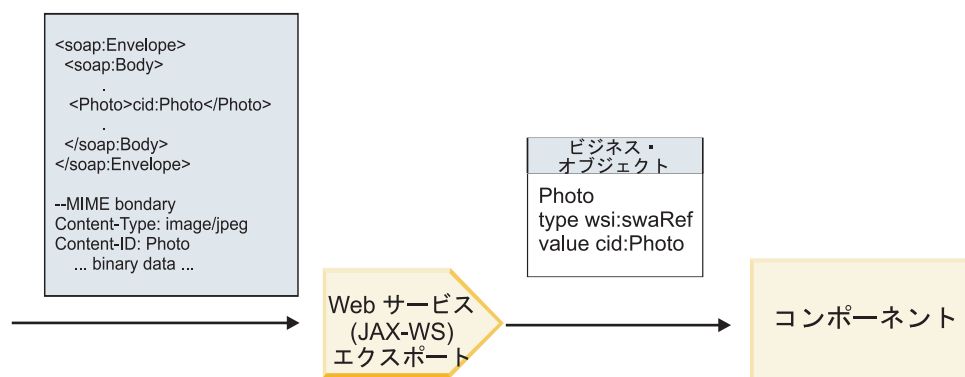 <soap:Envelope>
<soap:Body>
.
<Photo>cid:Photo</Photo>
.
</soap:Body>
</soap:Envelope>
--MIME bondary
Content-Type: image/jpeg
Content-ID: Photo
... binary data ...
ビジネス・
オブジェクト
Photo
type wsi:swaRef
value cid:Photo
Web サービス
(JAX-WS)
エクスポート
コンポーネント